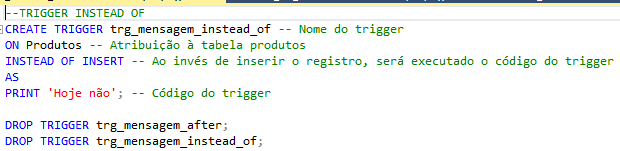 --TRIGGER INSTEAD OF
CREATE TRIGGER trg_mensagem_instead_of -- Nome do trigger
ON Produtos -- Atribuição à tabela produtos
INSTEAD OF INSERT -- Ao invés de inserir o registro, será executado o código do trigger
AS
PRINT 'Hoje não'; -- Código do trigger
DROP TRIGGER trg_mensagem_after;
DROP TRIGGER trg_mensagem_instead_of;